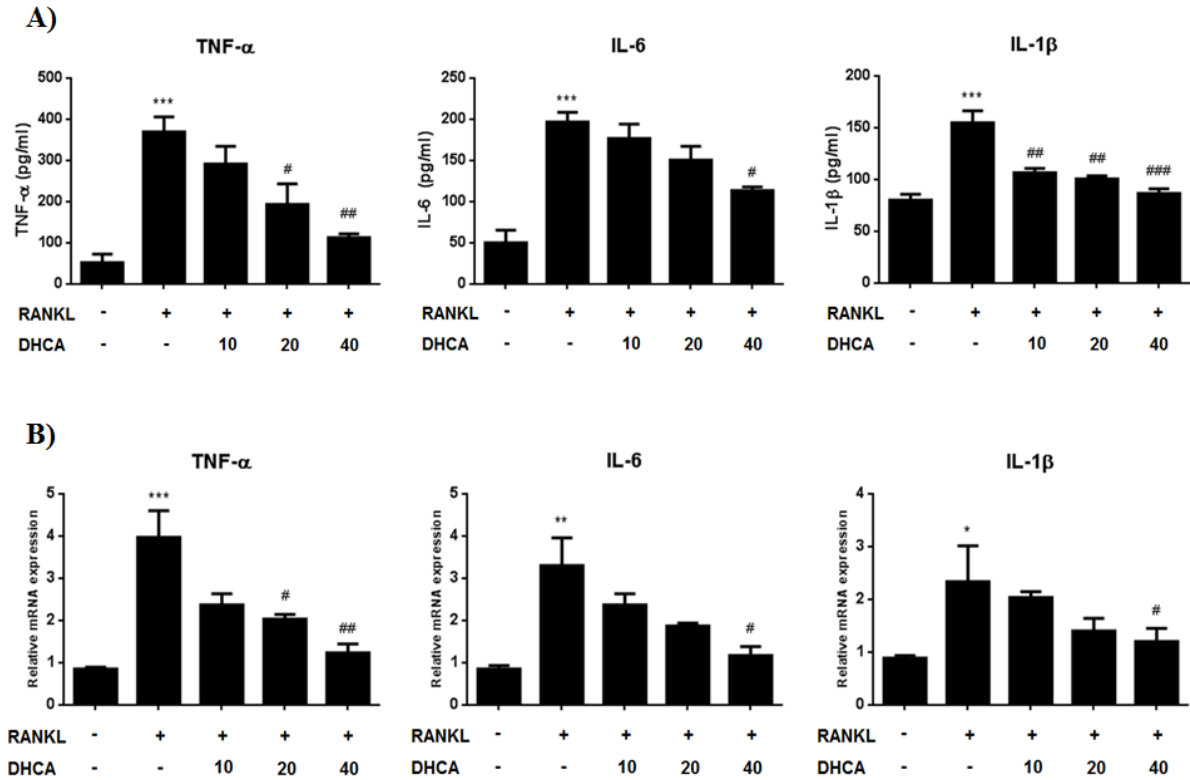 A)
TNF-α
IL-6
IL-1β
TNF-α (pg/ml)
500
400
300
200
100
0
***
#
##
IL-6 (pg/ml)
250
200
150
100
50
0
***
#
IL-1β (pg/ml)
200
150
100
50
0
***
##
##
###
RANKL - + + + +
DHCA - - 10 20 40
RANKL - + + + +
DHCA - - 10 20 40
RANKL - + + + +
DHCA - - 10 20 40
B)
TNF-α
IL-6
IL-1β
Relative mRNA expression
5
4
3
2
1
0
***
#
##
Relative mRNA expression
5
4
3
2
1
0
**
#
Relative mRNA expression
4
3
2
1
0
*
#
RANKL - + + + +
DHCA - - 10 20 40
RANKL - + + + +
DHCA - - 10 20 40
RANKL - + + + +
DHCA - - 10 20 40